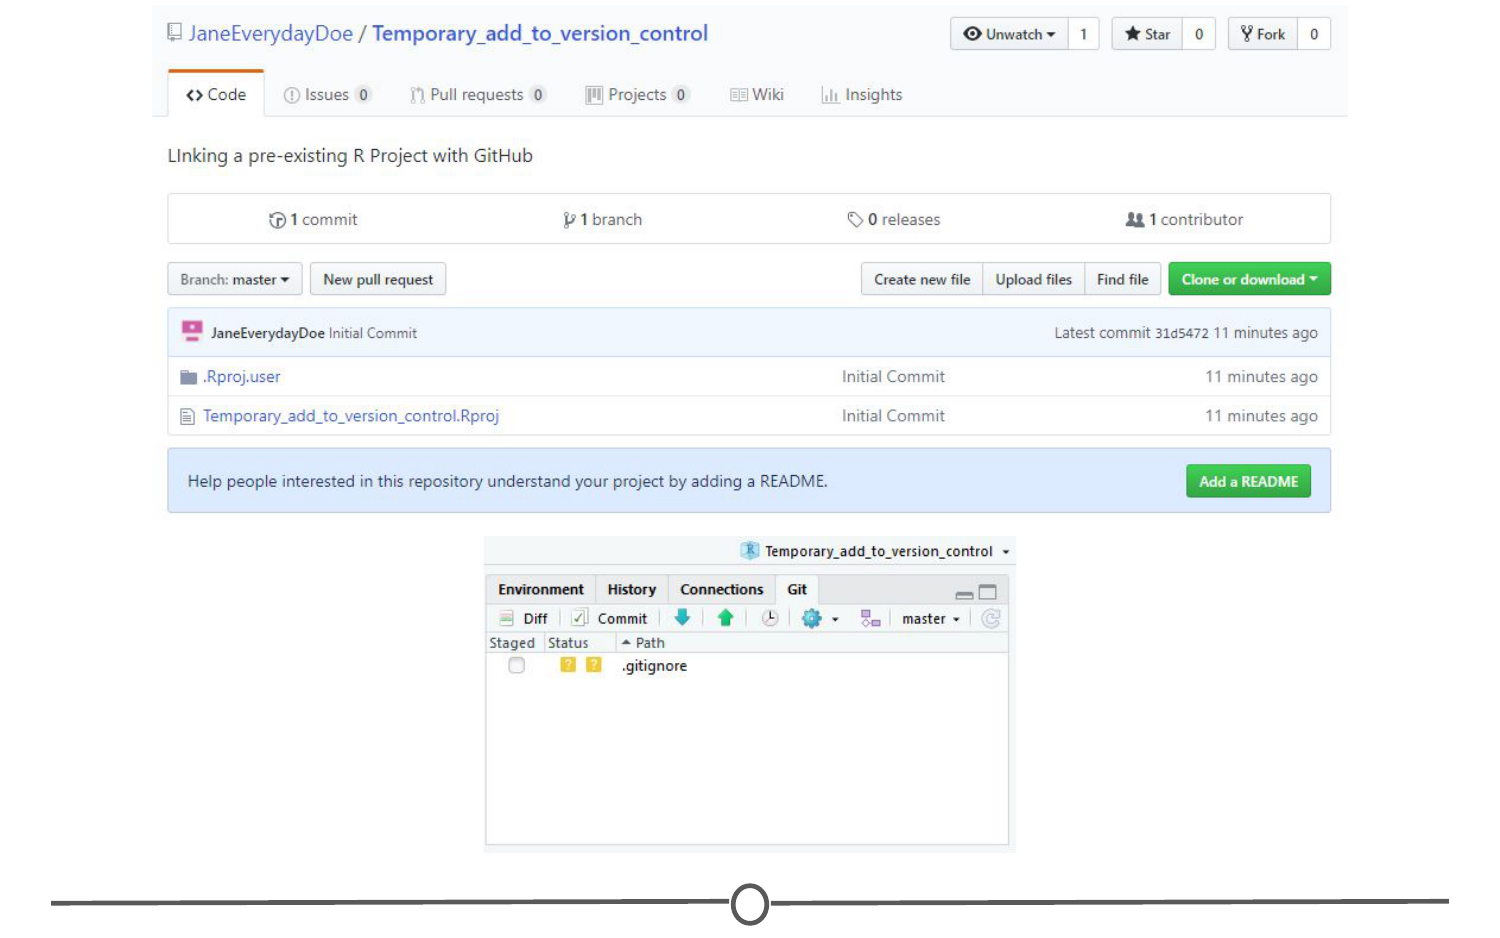 JaneEverydayDoe / Temporary_add_to_version_control
Unwatch 1 Star 0 Fork 0
Code Issues 0 Pull requests 0 Projects 0 Wiki Insights
LInking a pre-existing R Project with GitHub
1 commit 1 branch 0 releases 1 contributor
Branch: master New pull request Create new file Upload files Find file Clone or download
JaneEverydayDoe Initial Commit Latest commit 31d5472 11 minutes ago
.Rproj.user Initial Commit 11 minutes ago
Temporary_add_to_version_control.Rproj Initial Commit 11 minutes ago
Help people interested in this repository understand your project by adding a README. Add a README
R Temporary_add_to_version_control
Environment History Connections Git
Diff Commit master
Staged Status Path
? ? .gitignore